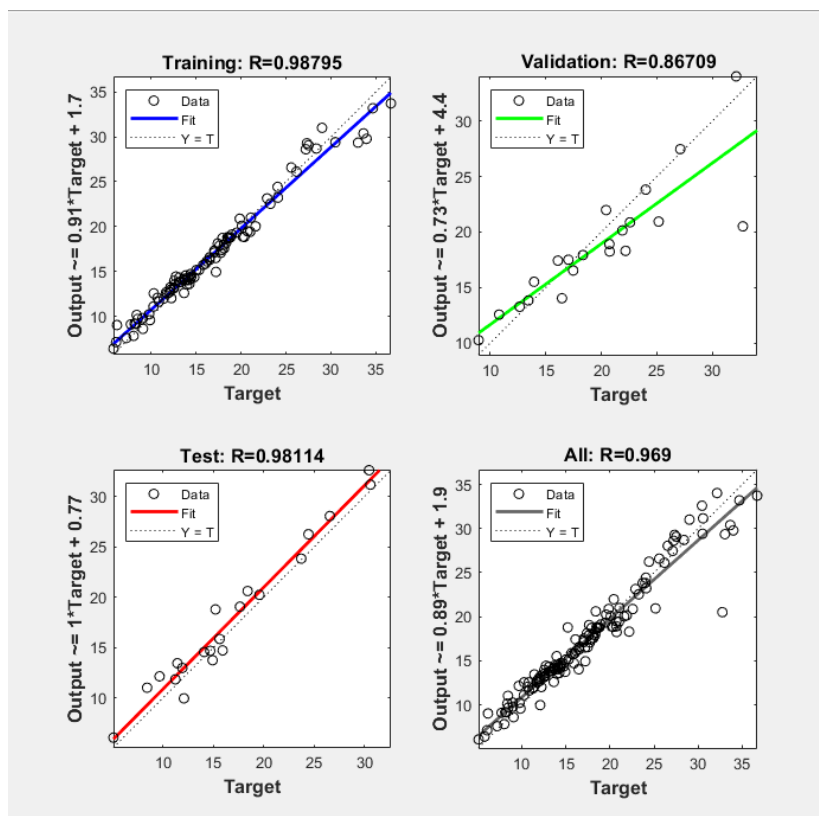 Training: R=0.98795
Output ~= 0.91*Target + 1.7
Data
Fit
Y = T
35
30
25
20
15
10
10
15
20
25
30
35
Target
Validation: R=0.86709
Output ~= 0.73*Target + 4.4
Data
Fit
Y = T
30
25
20
15
10
10
15
20
25
30
Target
Test: R=0.98114
Output ~= 1*Target + 0.77
Data
Fit
Y = T
30
25
20
15
10
10
15
20
25
30
Target
All: R=0.969
Output ~= 0.89*Target + 1.9
Data
Fit
Y = T
35
30
25
20
15
10
10
15
20
25
30
35
Target